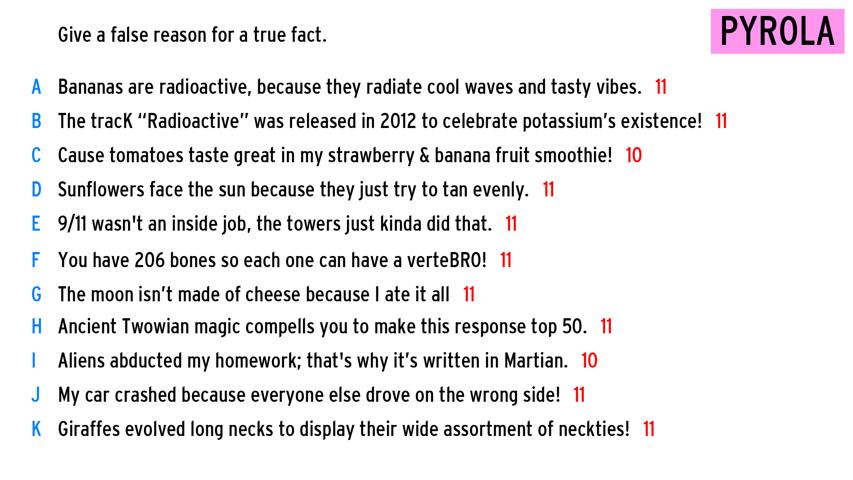 Give a false reason for a true fact.
PYROLA
A Bananas are radioactive, because they radiate cool waves and tasty vibes. 11
B The tracK “Radioactive” was released in 2012 to celebrate potassium’s existence! 11
C Cause tomatoes taste great in my strawberry & banana fruit smoothie! 10
D Sunflowers face the sun because they just try to tan evenly. 11
E 9/11 wasn't an inside job, the towers just kinda did that. 11
F You have 206 bones so each one can have a verteBRO! 11
G The moon isn’t made of cheese because I ate it all 11
H Ancient Twowian magic compells you to make this response top 50. 11
I Aliens abducted my homework; that's why it’s written in Martian. 10
J My car crashed because everyone else drove on the wrong side! 11
K Giraffes evolved long necks to display their wide assortment of neckties! 11